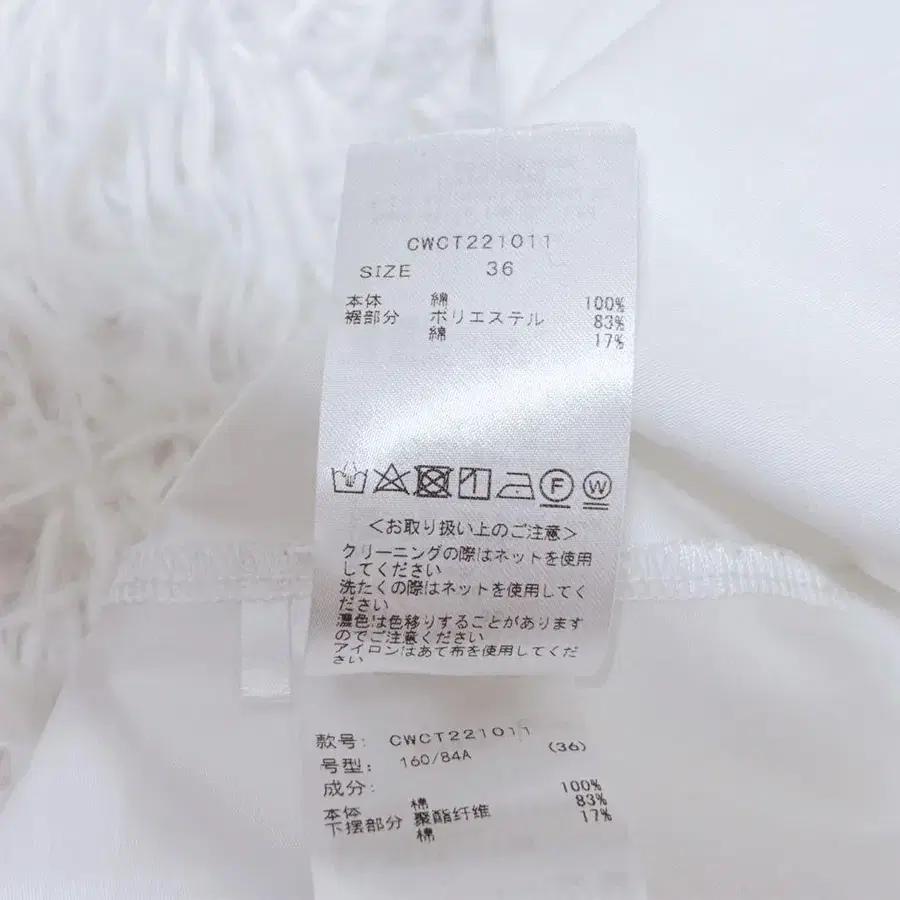 CWCT221011
SIZE 36
本体 綿 100%
裾部分 ポリエステル 83%
綿 17%
F W
<お取り扱い上のご注意>
クリーニングの際はネットを使用
してください
洗たくの際はネットを使用してく
ださい
濃色は色移りすることがあります
のでご注意ください
アイロンはあて布を使用してくだ
さい
款号: CWCT221011
号型: 160/84A (36)
成分:
本体 棉 100%
下摆部分 聚酯纤维 83%
棉 17%